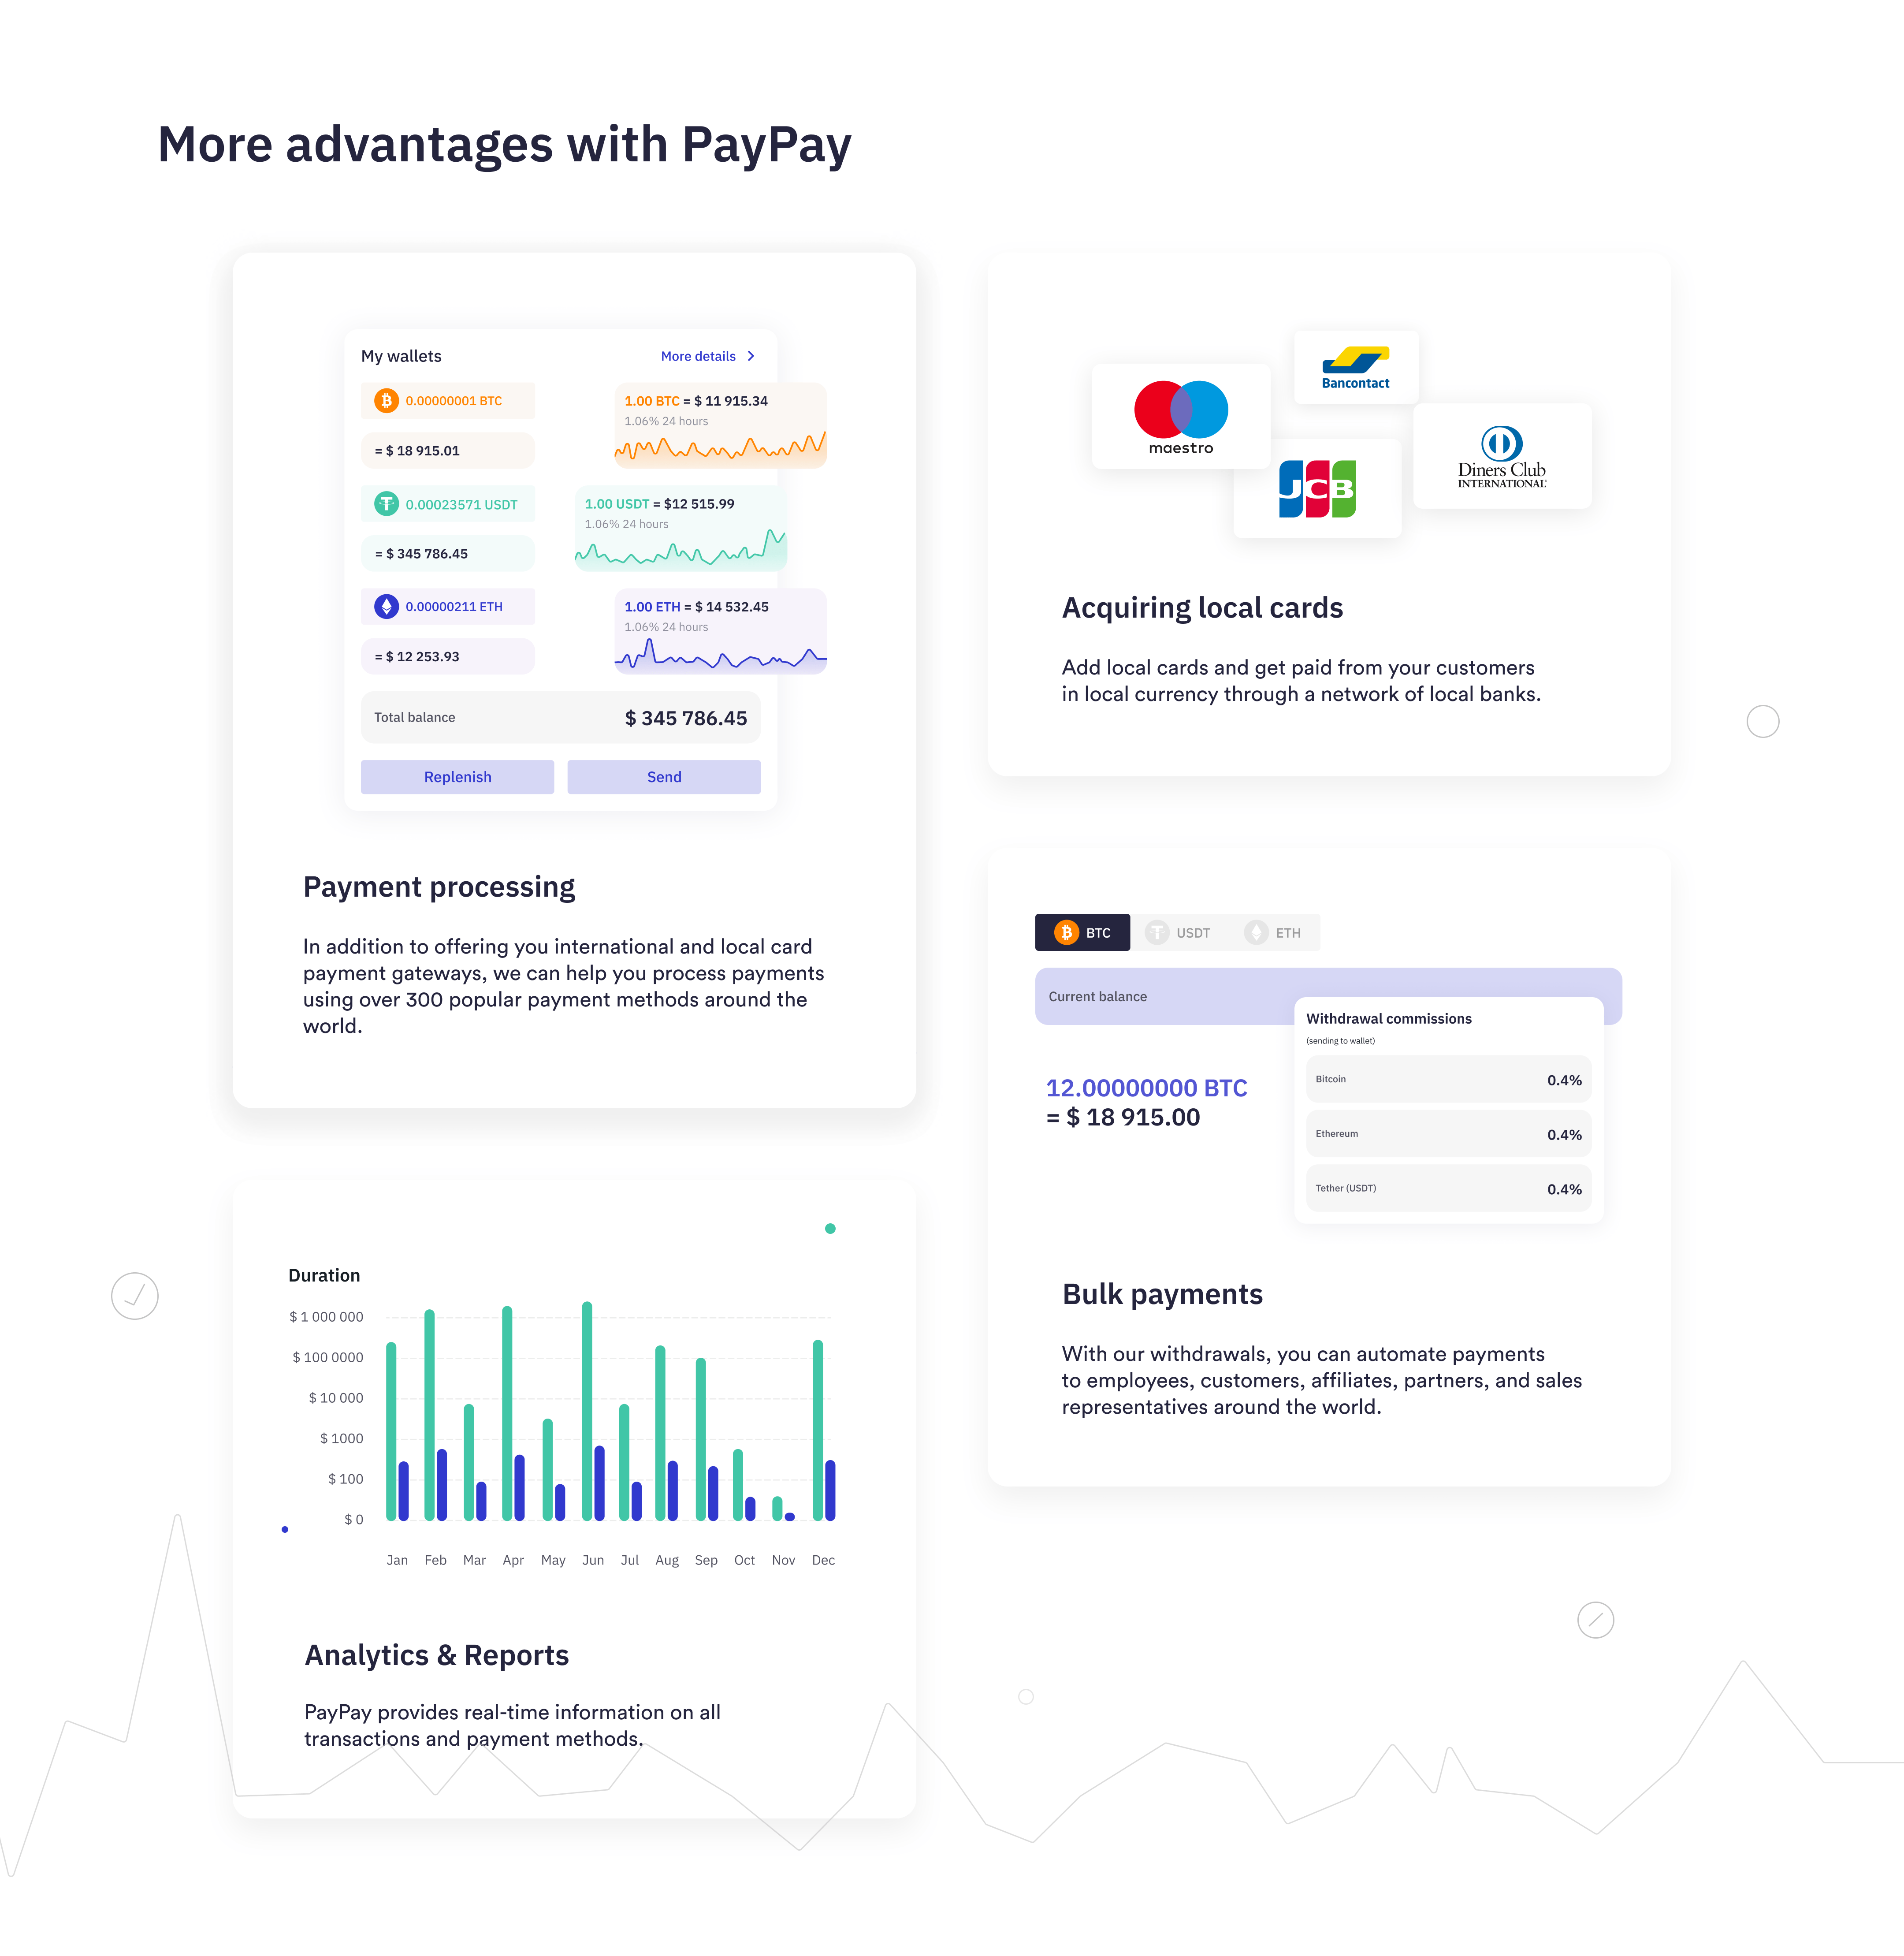 More advantages with PayPay
My wallets
More details
0.00000001 BTC
= $ 18 915.01
1.00 BTC = $ 11 915.34
1.06% 24 hours
0.00023571 USDT
= $ 345 786.45
1.00 USDT = $12 515.99
1.06% 24 hours
0.00000211 ETH
= $ 12 253.93
1.00 ETH = $ 14 532.45
1.06% 24 hours
Total balance
$ 345 786.45
Replenish
Send
Payment processing
In addition to offering you international and local card
payment gateways, we can help you process payments
using over 300 popular payment methods around the
world.
maestro
Bancontact
JCB
Diners Club
INTERNATIONAL
Acquiring local cards
Add local cards and get paid from your customers
in local currency through a network of local banks.
BTC
USDT
ETH
Current balance
12.00000000 BTC
= $ 18 915.00
Withdrawal commissions
(sending to wallet)
Bitcoin 0.4%
Ethereum 0.4%
Tether (USDT) 0.4%
Bulk payments
With our withdrawals, you can automate payments
to employees, customers, affiliates, partners, and sales
representatives around the world.
Duration
$ 1 000 000
$ 100 0000
$ 10 000
$ 1000
$ 100
$ 0
Jan Feb Mar Apr May Jun Jul Aug Sep Oct Nov Dec
Analytics & Reports
PayPay provides real-time information on all
transactions and payment methods.